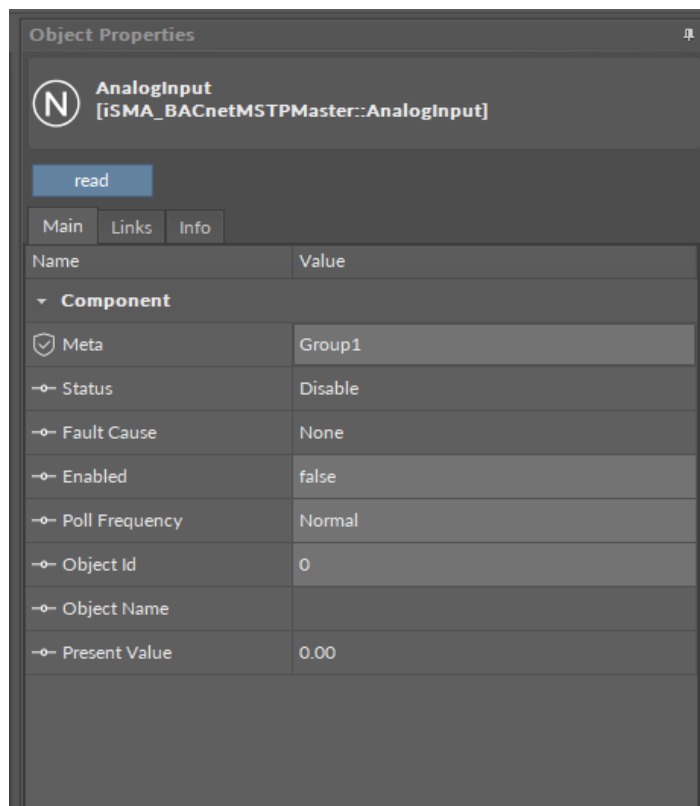 Object Properties
AnalogInput
[iSMA_BACnetMSTPMaster::AnalogInput]
read
Main Links Info
Name Value
Component
Meta Group1
Status Disable
Fault Cause None
Enabled false
Poll Frequency Normal
Object Id 0
Object Name
Present Value 0.00